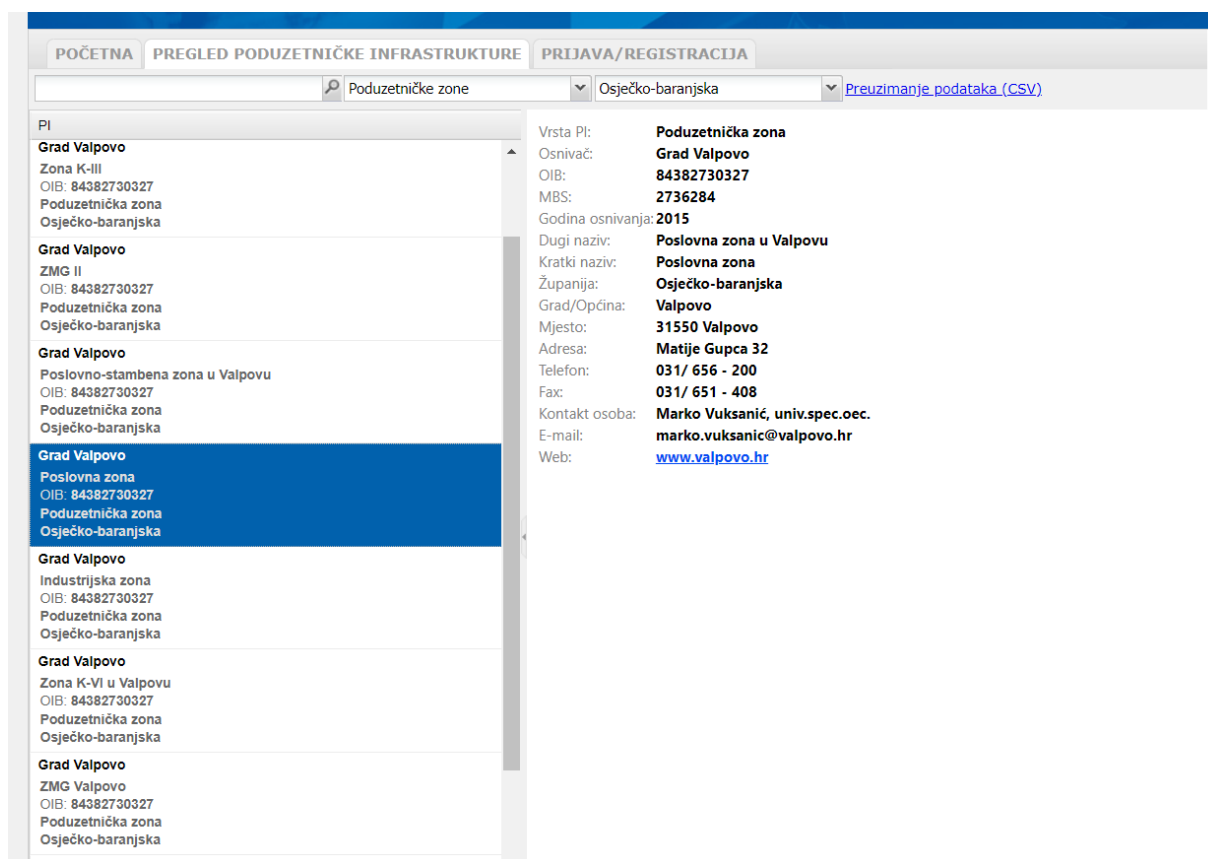 POČETNA PREGLED PODUZETNIČKE INFRASTRUKTURE PRIJAVA/REGISTRACIJA
Poduzetničke zone Osječko-baranjska Preuzimanje podataka (CSV)
PI
Grad Valpovo
Zona K-III
OIB: 84382730327
Poduzetnička zona
Osječko-baranjska
Grad Valpovo
ZMG II
OIB: 84382730327
Poduzetnička zona
Osječko-baranjska
Grad Valpovo
Poslovno-stambena zona u Valpovu
OIB: 84382730327
Poduzetnička zona
Osječko-baranjska
Grad Valpovo
Poslovna zona
OIB: 84382730327
Poduzetnička zona
Osječko-baranjska
Grad Valpovo
Industrijska zona
OIB: 84382730327
Poduzetnička zona
Osječko-baranjska
Grad Valpovo
Zona K-VI u Valpovu
OIB: 84382730327
Poduzetnička zona
Osječko-baranjska
Grad Valpovo
ZMG Valpovo
OIB: 84382730327
Poduzetnička zona
Osječko-baranjska
Vrsta PI: Poduzetnička zona
Osnivač: Grad Valpovo
OIB: 84382730327
MBS: 2736284
Godina osnivanja: 2015
Dugi naziv: Poslovna zona u Valpovu
Kratki naziv: Poslovna zona
Županija: Osječko-baranjska
Grad/Općina: Valpovo
Mjesto: 31550 Valpovo
Adresa: Matije Gupca 32
Telefon: 031/ 656 - 200
Fax: 031/ 651 - 408
Kontakt osoba: Marko Vuksanić, univ.spec.oec.
E-mail: marko.vuksanic@valpovo.hr
Web: www.valpovo.hr